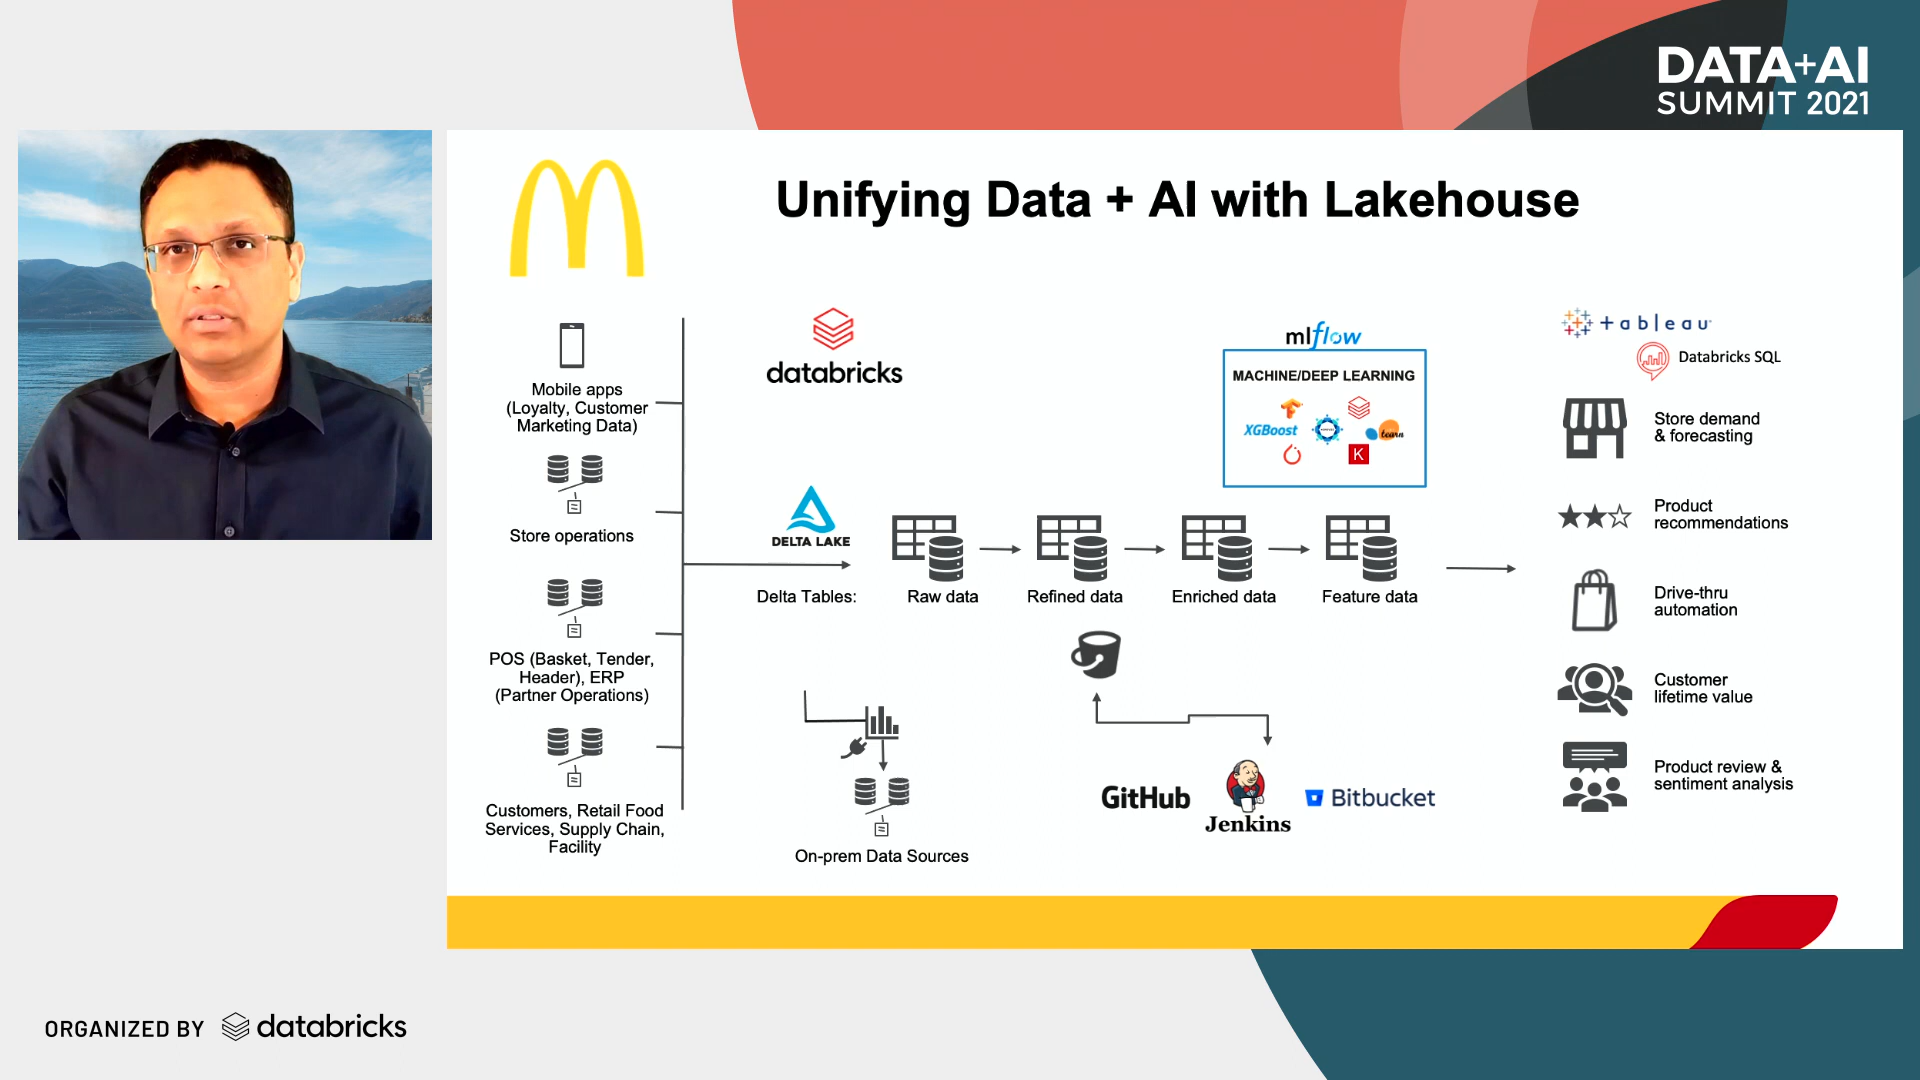 DATA+AI
SUMMIT 2021
Unifying Data + AI with Lakehouse
Mobile apps
(Loyalty, Customer
Marketing Data)
Store operations
POS (Basket, Tender,
Header), ERP
(Partner Operations)
Customers, Retail Food
Services, Supply Chain,
Facility
databricks
DELTA LAKE
Delta Tables:
Raw data
Refined data
Enriched data
Feature data
mlflow
MACHINE/DEEP LEARNING
XGBoost
learn
K
On-prem Data Sources
GitHub
Jenkins
Bitbucket
+ableau
Databricks SQL
Store demand
& forecasting
Product
recommendations
Drive-thru
automation
Customer
lifetime value
Product review &
sentiment analysis
ORGANIZED BY databricks